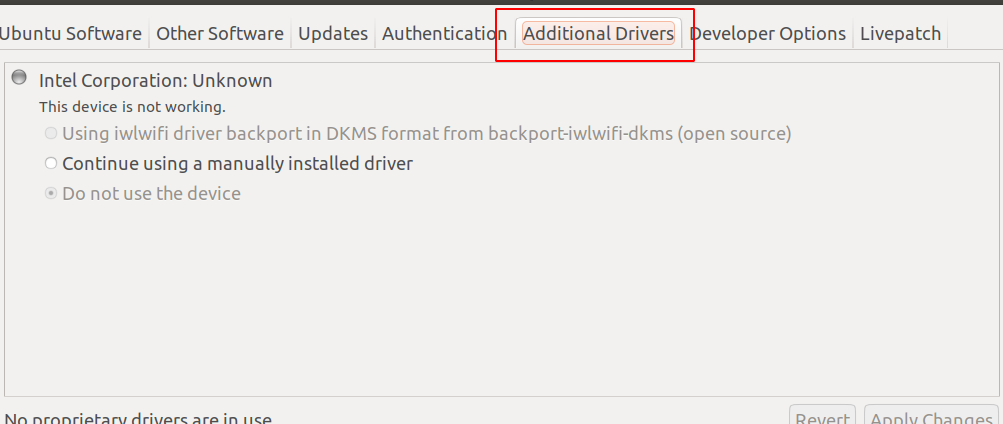 Ubuntu Software Other Software Updates Authentication Additional Drivers Developer Options Livepatch
Intel Corporation: Unknown
This device is not working.
Using iwlwifi driver backport in DKMS format from backport-iwlwifi-dkms (open source)
Continue using a manually installed driver
Do not use the device
No proprietary drivers are in use.
Revert Apply Changes